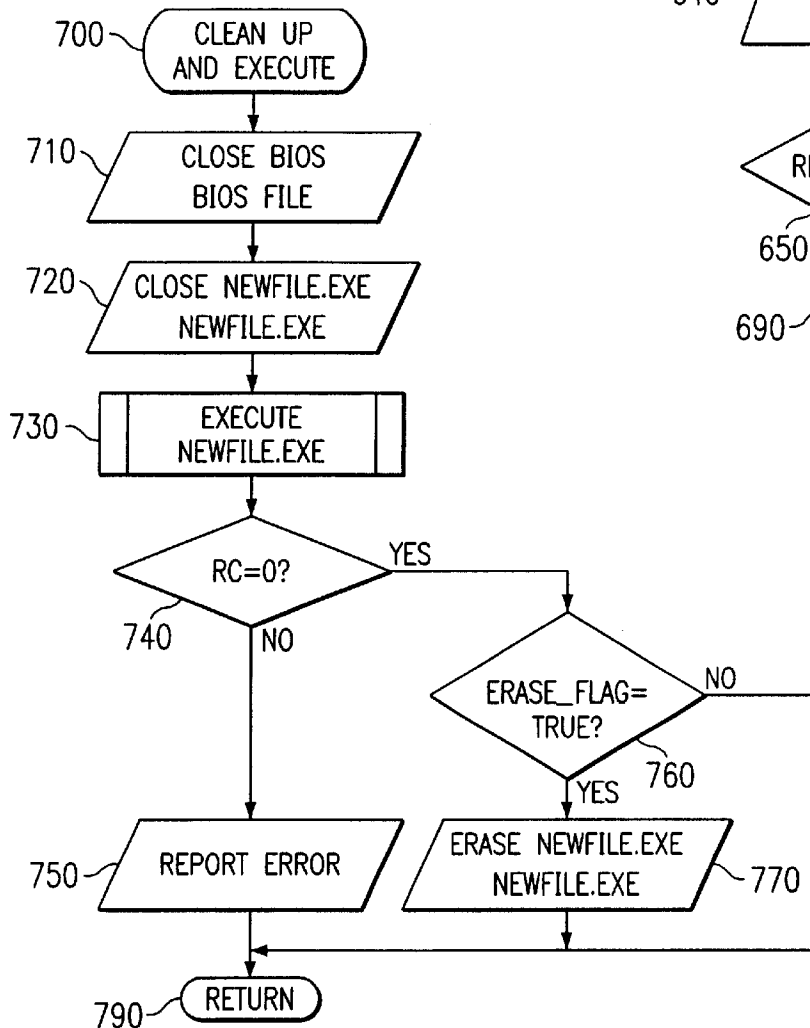 700
CLEAN UP
AND EXECUTE
710
CLOSE BIOS
BIOS FILE
720
CLOSE NEWFILE.EXE
NEWFILE.EXE
730
EXECUTE
NEWFILE.EXE
RC=0?
YES
740
NO
ERASE_FLAG=
TRUE?
NO
760
YES
750
REPORT ERROR
ERASE NEWFILE.EXE
NEWFILE.EXE
770
790
RETURN
650
690